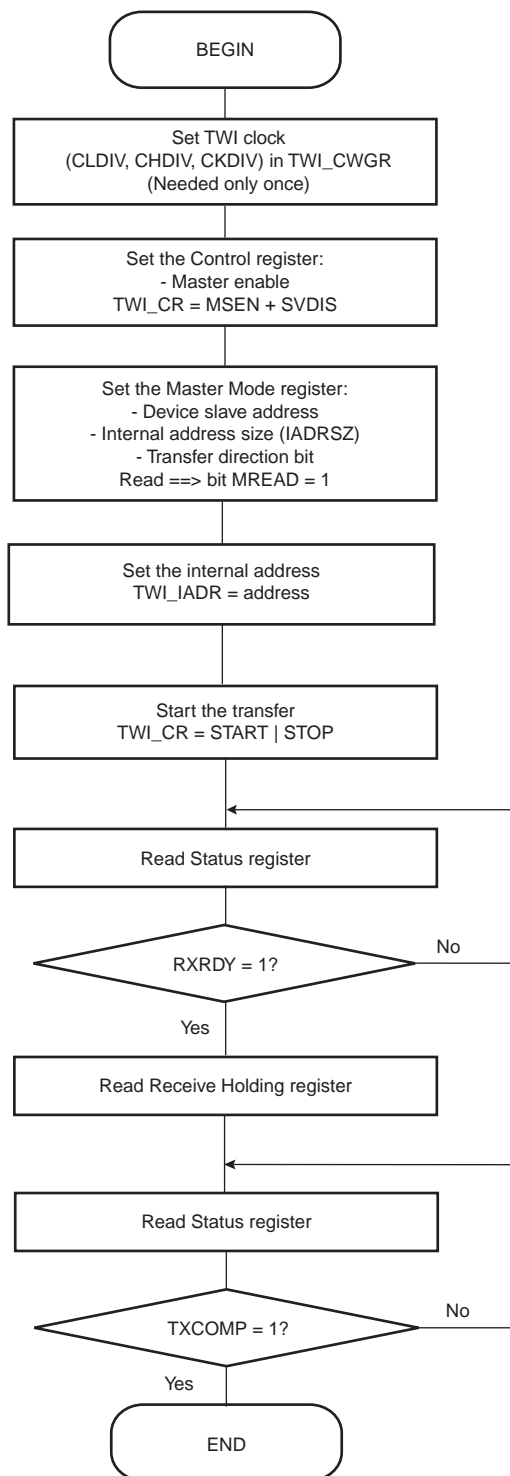 BEGIN
Set TWI clock
(CLDIV, CHDIV, CKDIV) in TWI_CWGR
(Needed only once)
Set the Control register:
- Master enable
TWI_CR = MSEN + SVDIS
Set the Master Mode register:
- Device slave address
- Internal address size (IADRSZ)
- Transfer direction bit
Read ==> bit MREAD = 1
Set the internal address
TWI_IADR = address
Start the transfer
TWI_CR = START | STOP
Read Status register
RXRDY = 1?
No
Yes
Read Receive Holding register
Read Status register
TXCOMP = 1?
No
Yes
END